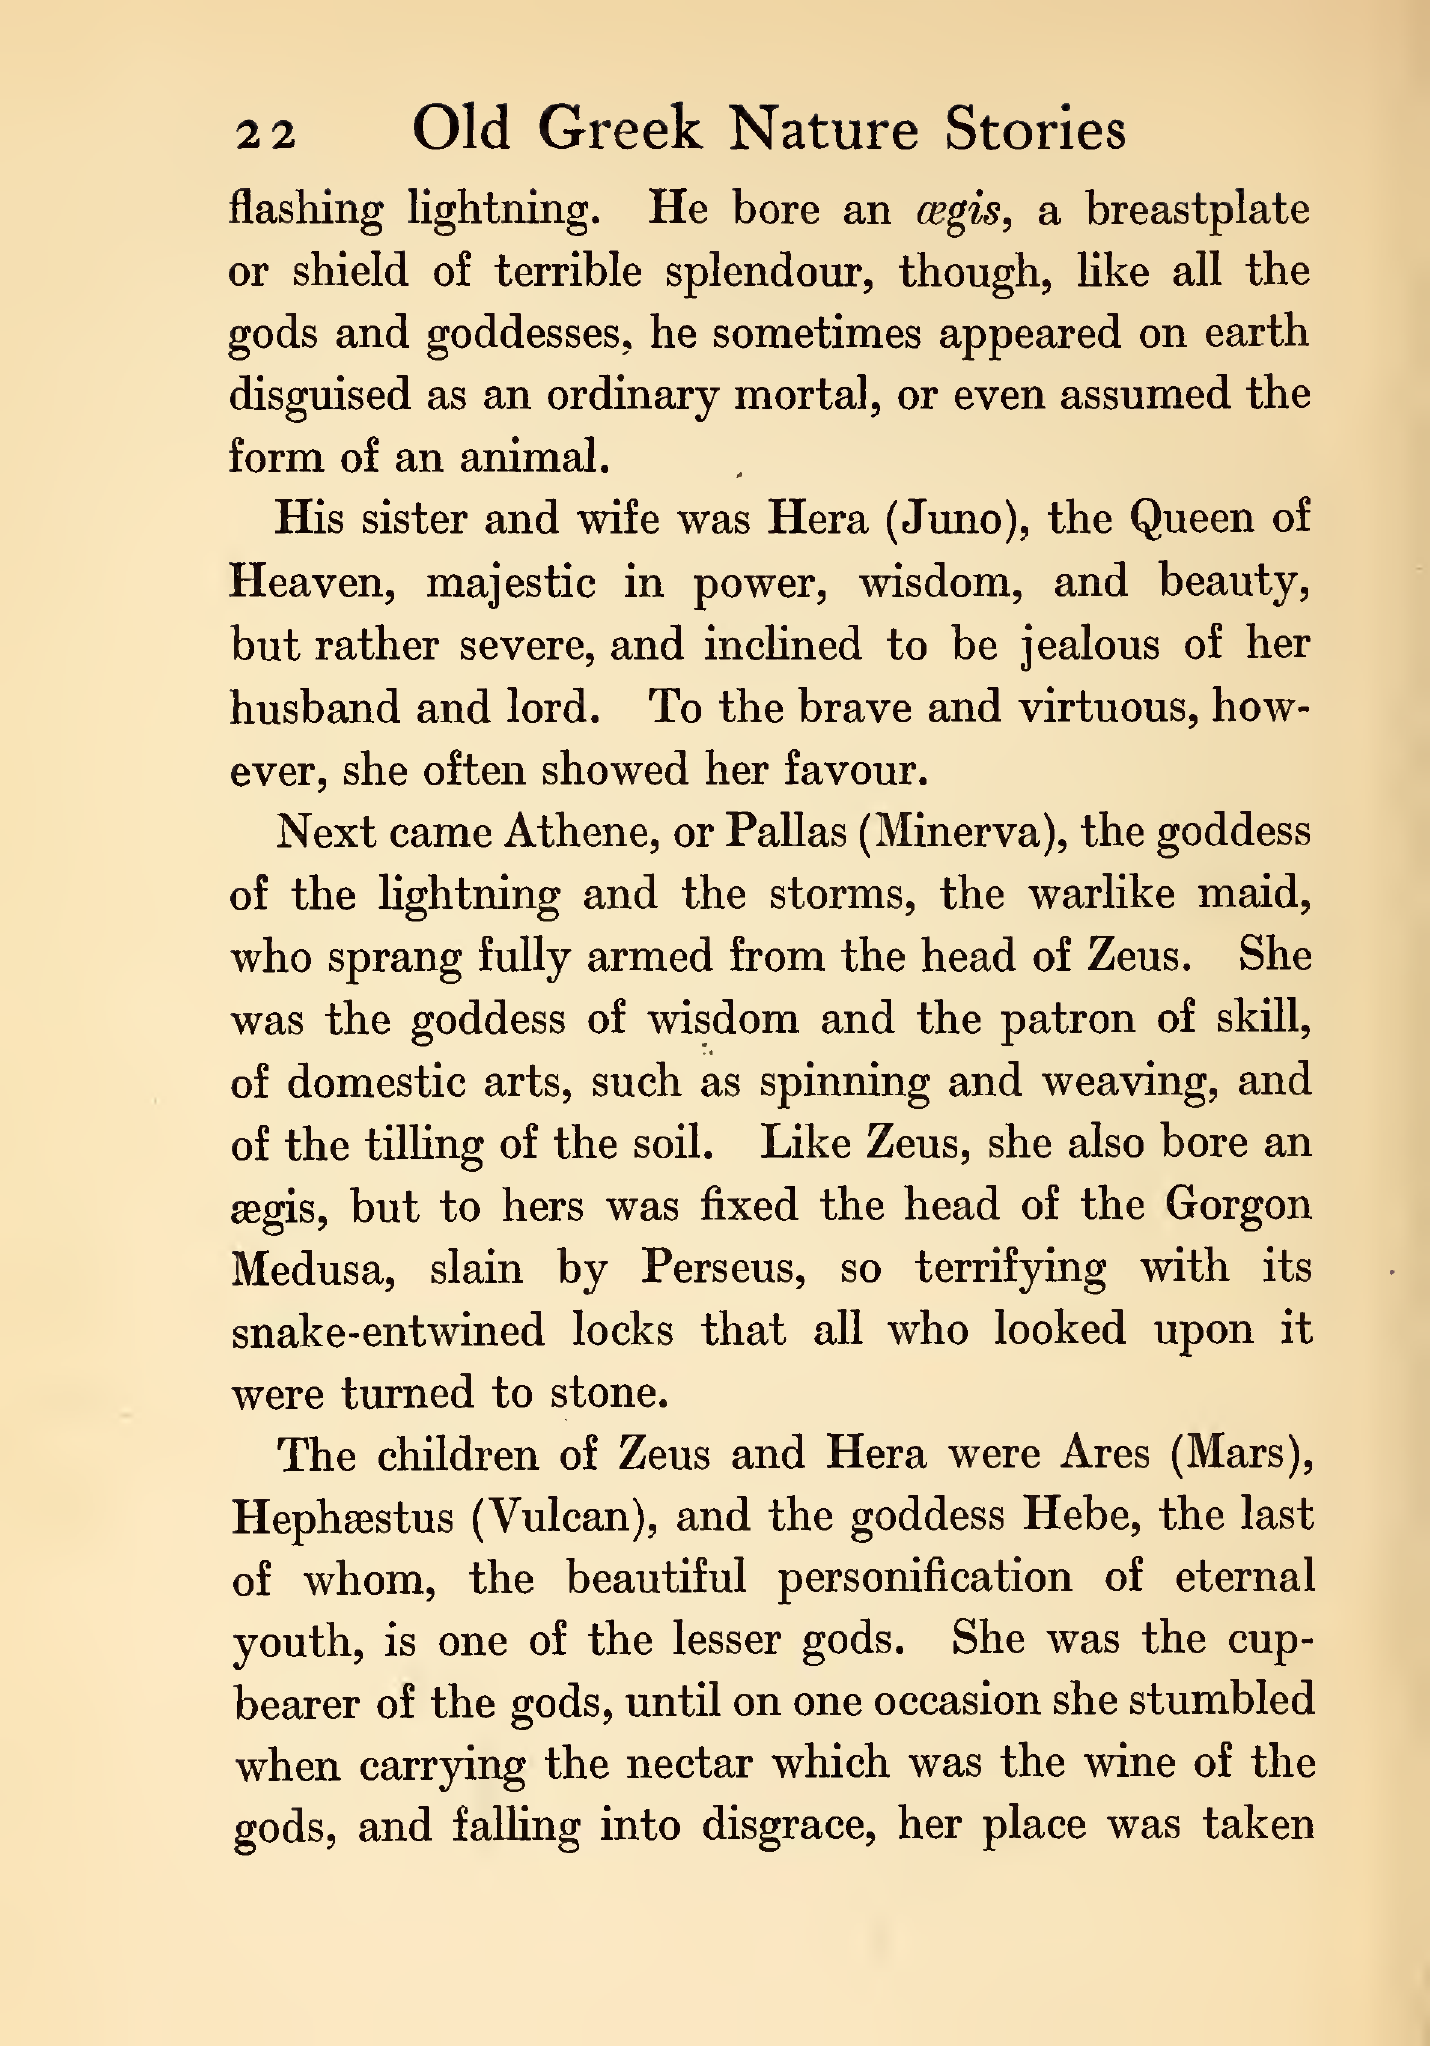 22 Old Greek Nature Stories
flashing lightning. He bore an ægis, a breastplate
or shield of terrible splendour, though, like all the
gods and goddesses, he sometimes appeared on earth
disguised as an ordinary mortal, or even assumed the
form of an animal.
His sister and wife was Hera (Juno), the Queen of
Heaven, majestic in power, wisdom, and beauty,
but rather severe, and inclined to be jealous of her
husband and lord. To the brave and virtuous, how-
ever, she often showed her favour.
Next came Athene, or Pallas (Minerva), the goddess
of the lightning and the storms, the warlike maid,
who sprang fully armed from the head of Zeus. She
was the goddess of wisdom and the patron of skill,
of domestic arts, such as spinning and weaving, and
of the tilling of the soil. Like Zeus, she also bore an
ægis, but to hers was fixed the head of the Gorgon
Medusa, slain by Perseus, so terrifying with its
snake-entwined locks that all who looked upon it
were turned to stone.
The children of Zeus and Hera were Ares (Mars),
Hephæstus (Vulcan), and the goddess Hebe, the last
of whom, the beautiful personification of eternal
youth, is one of the lesser gods. She was the cup-
bearer of the gods, until on one occasion she stumbled
when carrying the nectar which was the wine of the
gods, and falling into disgrace, her place was taken